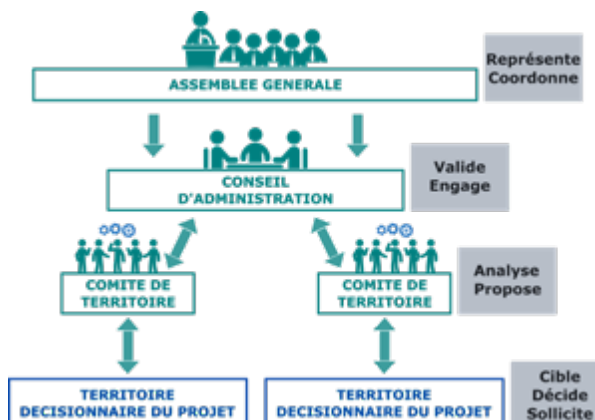 Représente
Coordonne
ASSEMBLEE GENERALE
Valide
Engage
CONSEIL
D'ADMINISTRATION
COMITE DE
TERRITOIRE
COMITE DE
TERRITOIRE
Analyse
Propose
TERRITOIRE
DECISIONNAIRE DU PROJET
TERRITOIRE
DECISIONNAIRE DU PROJET
Cible
Décide
Sollicite